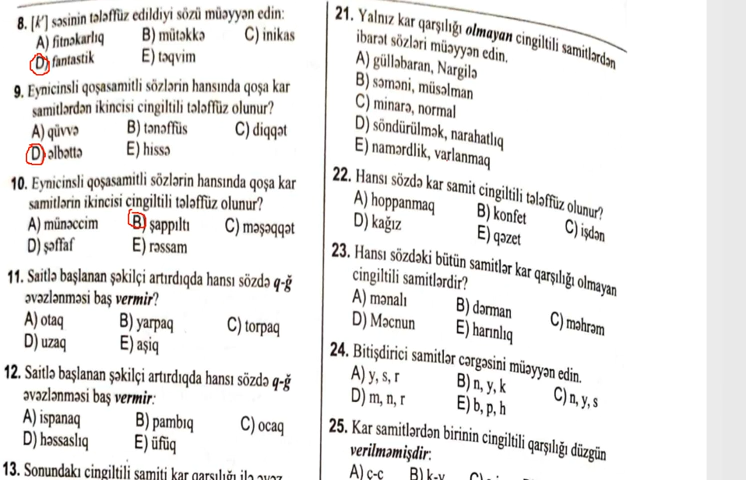 8. [k'] səsinin tələffüz edildiyi sözü müəyyən edin:
A) fitnəkarlıq B) mütəkkə C) inikas
D) fantastik E) təqvim
9. Eynicinsli qoşasamitli sözlərin hansında qoşa kar
samitlərdən ikincisi cingiltili tələffüz olunur?
A) qüvvə B) tənəffüs C) diqqət
D) əlbəttə E) hissə
10. Eynicinsli qoşasamitli sözlərin hansında qoşa kar
samitlərin ikincisi cingiltili tələffüz olunur?
A) münəccim B) şappıltı C) məşəqqət
D) şəffaf E) rəssam
11. Saitlə başlanan şəkilçi artırdıqda hansı sözdə q-ğ
əvəzlənməsi baş vermir?
A) otaq B) yarpaq C) torpaq
D) uzaq E) aşiq
12. Saitlə başlanan şəkilçi artırdıqda hansı sözdə q-ğ
əvəzlənməsi baş vermir:
A) ispanaq B) pambıq C) ocaq
D) həssaslıq E) üfüq
13. Sonundakı cingiltili samiti kar qarşılığı ilə əvəz
21. Yalnız kar qarşılığı olmayan cingiltili samitlərdən
ibarət sözləri müəyyən edin.
A) gülləbaran, Nargilə
B) səməni, müsəlman
C) minarə, normal
D) söndürülmək, narahatlıq
E) namərdlik, varlanmaq
22. Hansı sözdə kar samit cingiltili tələffüz olunur?
A) hoppanmaq B) konfet C) işdən
D) kağız E) qəzet
23. Hansı sözdəki bütün samitlər kar qarşılığı olmayan
cingiltili samitlərdir?
A) mənalı B) dərman C) məhrəm
D) Məcnun E) harınlıq
24. Bitişdirici samitlər cərgəsini müəyyən edin.
A) y, s, r B) n, y, k C) n, y, s
D) m, n, r E) b, p, h
25. Kar samitlərdən birinin cingiltili qarşılığı düzgün
verilməmişdir:
A) ç-c B) k-y